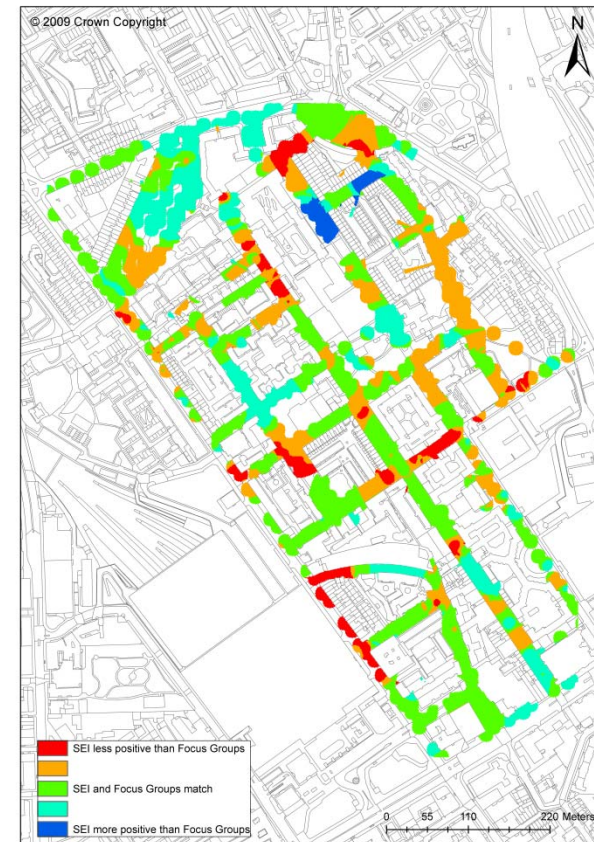 © 2009 Crown Copyright
N
SEI less positive than Focus Groups
SEI and Focus Groups match
SEI more positive than Focus Groups
0 55 110 220 Meters